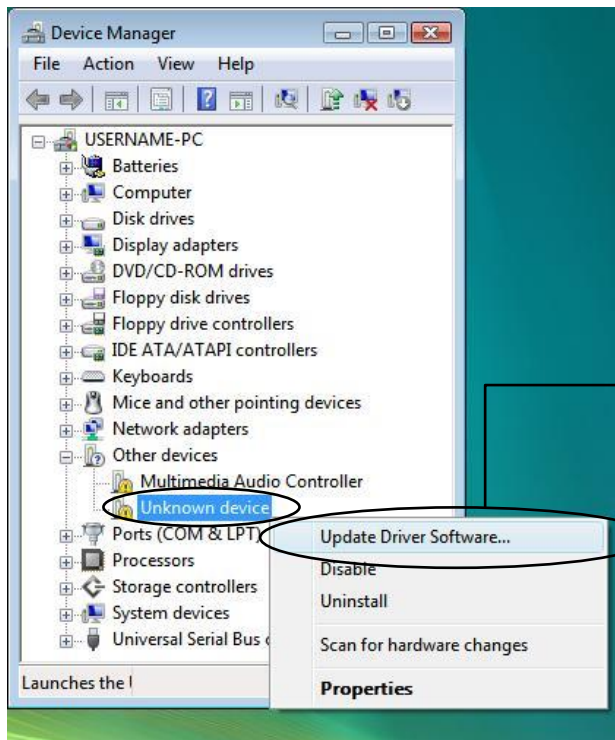 Device Manager
File Action View Help
USERNAME-PC
Batteries
Computer
Disk drives
Display adapters
DVD/CD-ROM drives
Floppy disk drives
Floppy drive controllers
IDE ATA/ATAPI controllers
Keyboards
Mice and other pointing devices
Network adapters
Other devices
Multimedia Audio Controller
Unknown device
Ports (COM & LPT)
Processors
Storage controllers
System devices
Universal Serial Bus
Update Driver Software...
Disable
Uninstall
Scan for hardware changes
Properties
Launches the